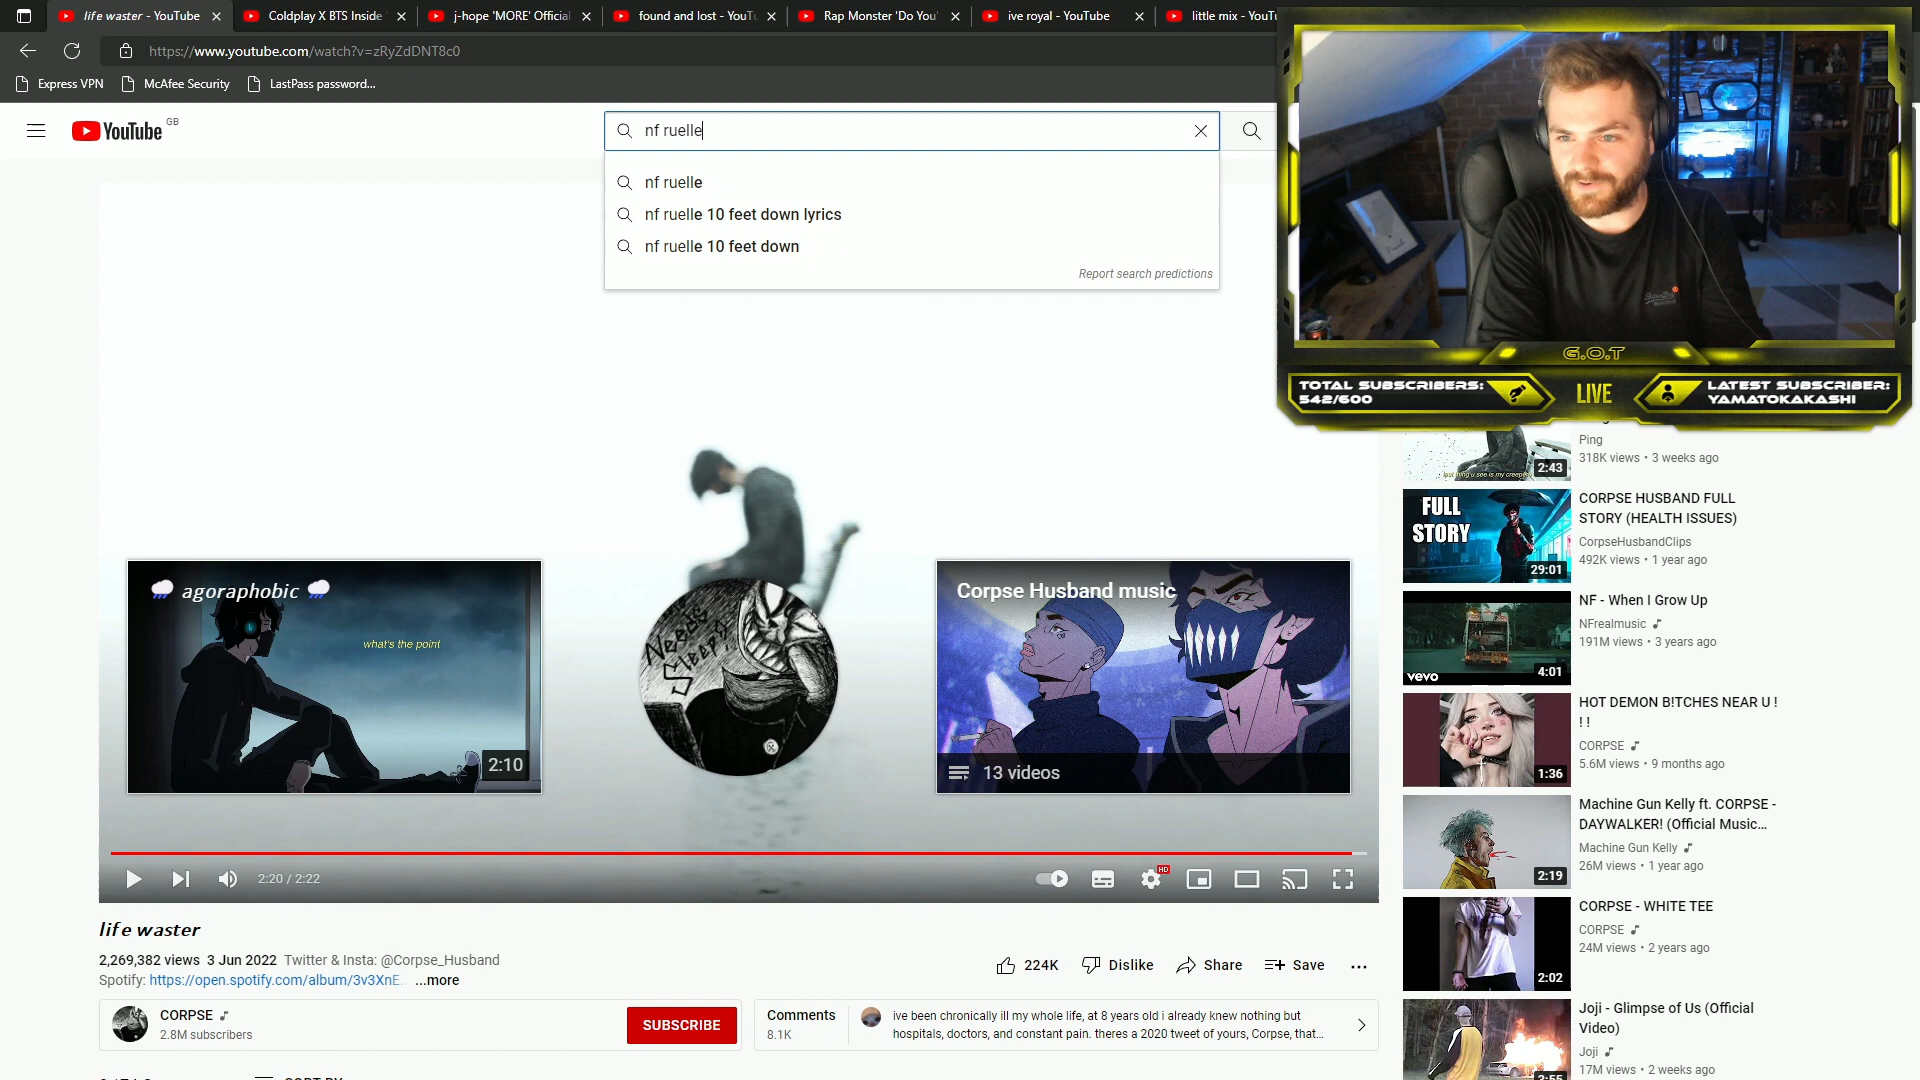 life waster - YouTube
Coldplay X BTS Inside
j-hope 'MORE' Official
found and lost - YouTu
Rap Monster 'Do You'
ive royal - YouTube
little mix - YouTu
https://www.youtube.com/watch?v=zRyZdDNT8c0
Express VPN
McAfee Security
LastPass password...
YouTube GB
nf ruelle
nf ruelle
nf ruelle 10 feet down lyrics
nf ruelle 10 feet down
Report search predictions
G.O.T
TOTAL SUBSCRIBERS:
542/600
LIVE
LATEST SUBSCRIBER:
YAMATOKAKASHI
agoraphobic
what's the point
2:10
NEEDS
SLEEP!
Corpse Husband music
13 videos
2:20 / 2:22
HD
life waster
2,269,382 views 3 Jun 2022 Twitter & Insta: @Corpse_Husband
Spotify: https://open.spotify.com/album/3v3XnE... ...more
224K
Dislike
Share
Save
CORPSE
2.8M subscribers
SUBSCRIBE
Comments
8.1K
ive been chronically ill my whole life, at 8 years old i already knew nothing but
hospitals, doctors, and constant pain. theres a 2020 tweet of yours, Corpse, that...
SORT BY
2:43
Ping
318K views • 3 weeks ago
FULL
STORY
29:01
CORPSE HUSBAND FULL
STORY (HEALTH ISSUES)
CorpseHusbandClips
492K views • 1 year ago
vevo
4:01
NF - When I Grow Up
NFrealmusic
191M views • 3 years ago
1:36
HOT DEMON B!TCHES NEAR U !
! !
CORPSE
5.6M views • 9 months ago
2:19
Machine Gun Kelly ft. CORPSE -
DAYWALKER! (Official Music...
Machine Gun Kelly
26M views • 1 year ago
2:02
CORPSE - WHITE TEE
CORPSE
24M views • 2 years ago
Joji - Glimpse of Us (Official
Video)
Joji
17M views • 2 weeks ago